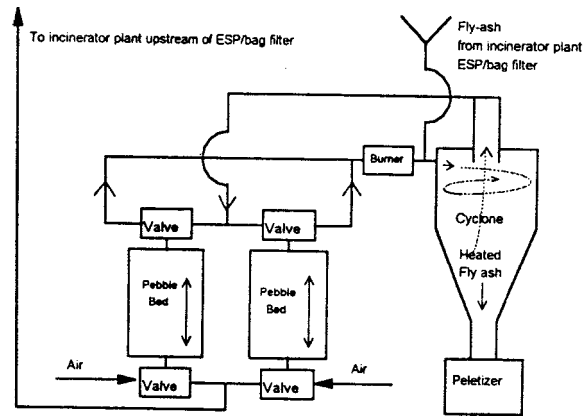 To incinerator plant upstream of ESP/bag filter
Fly-ash
from incinerator plant
ESP/bag filter
Burner
Cyclone
Valve
Valve
Heated
Fly ash
Pebble
Bed
Pebble
Bed
Air
Air
Valve
Valve
Peletizer